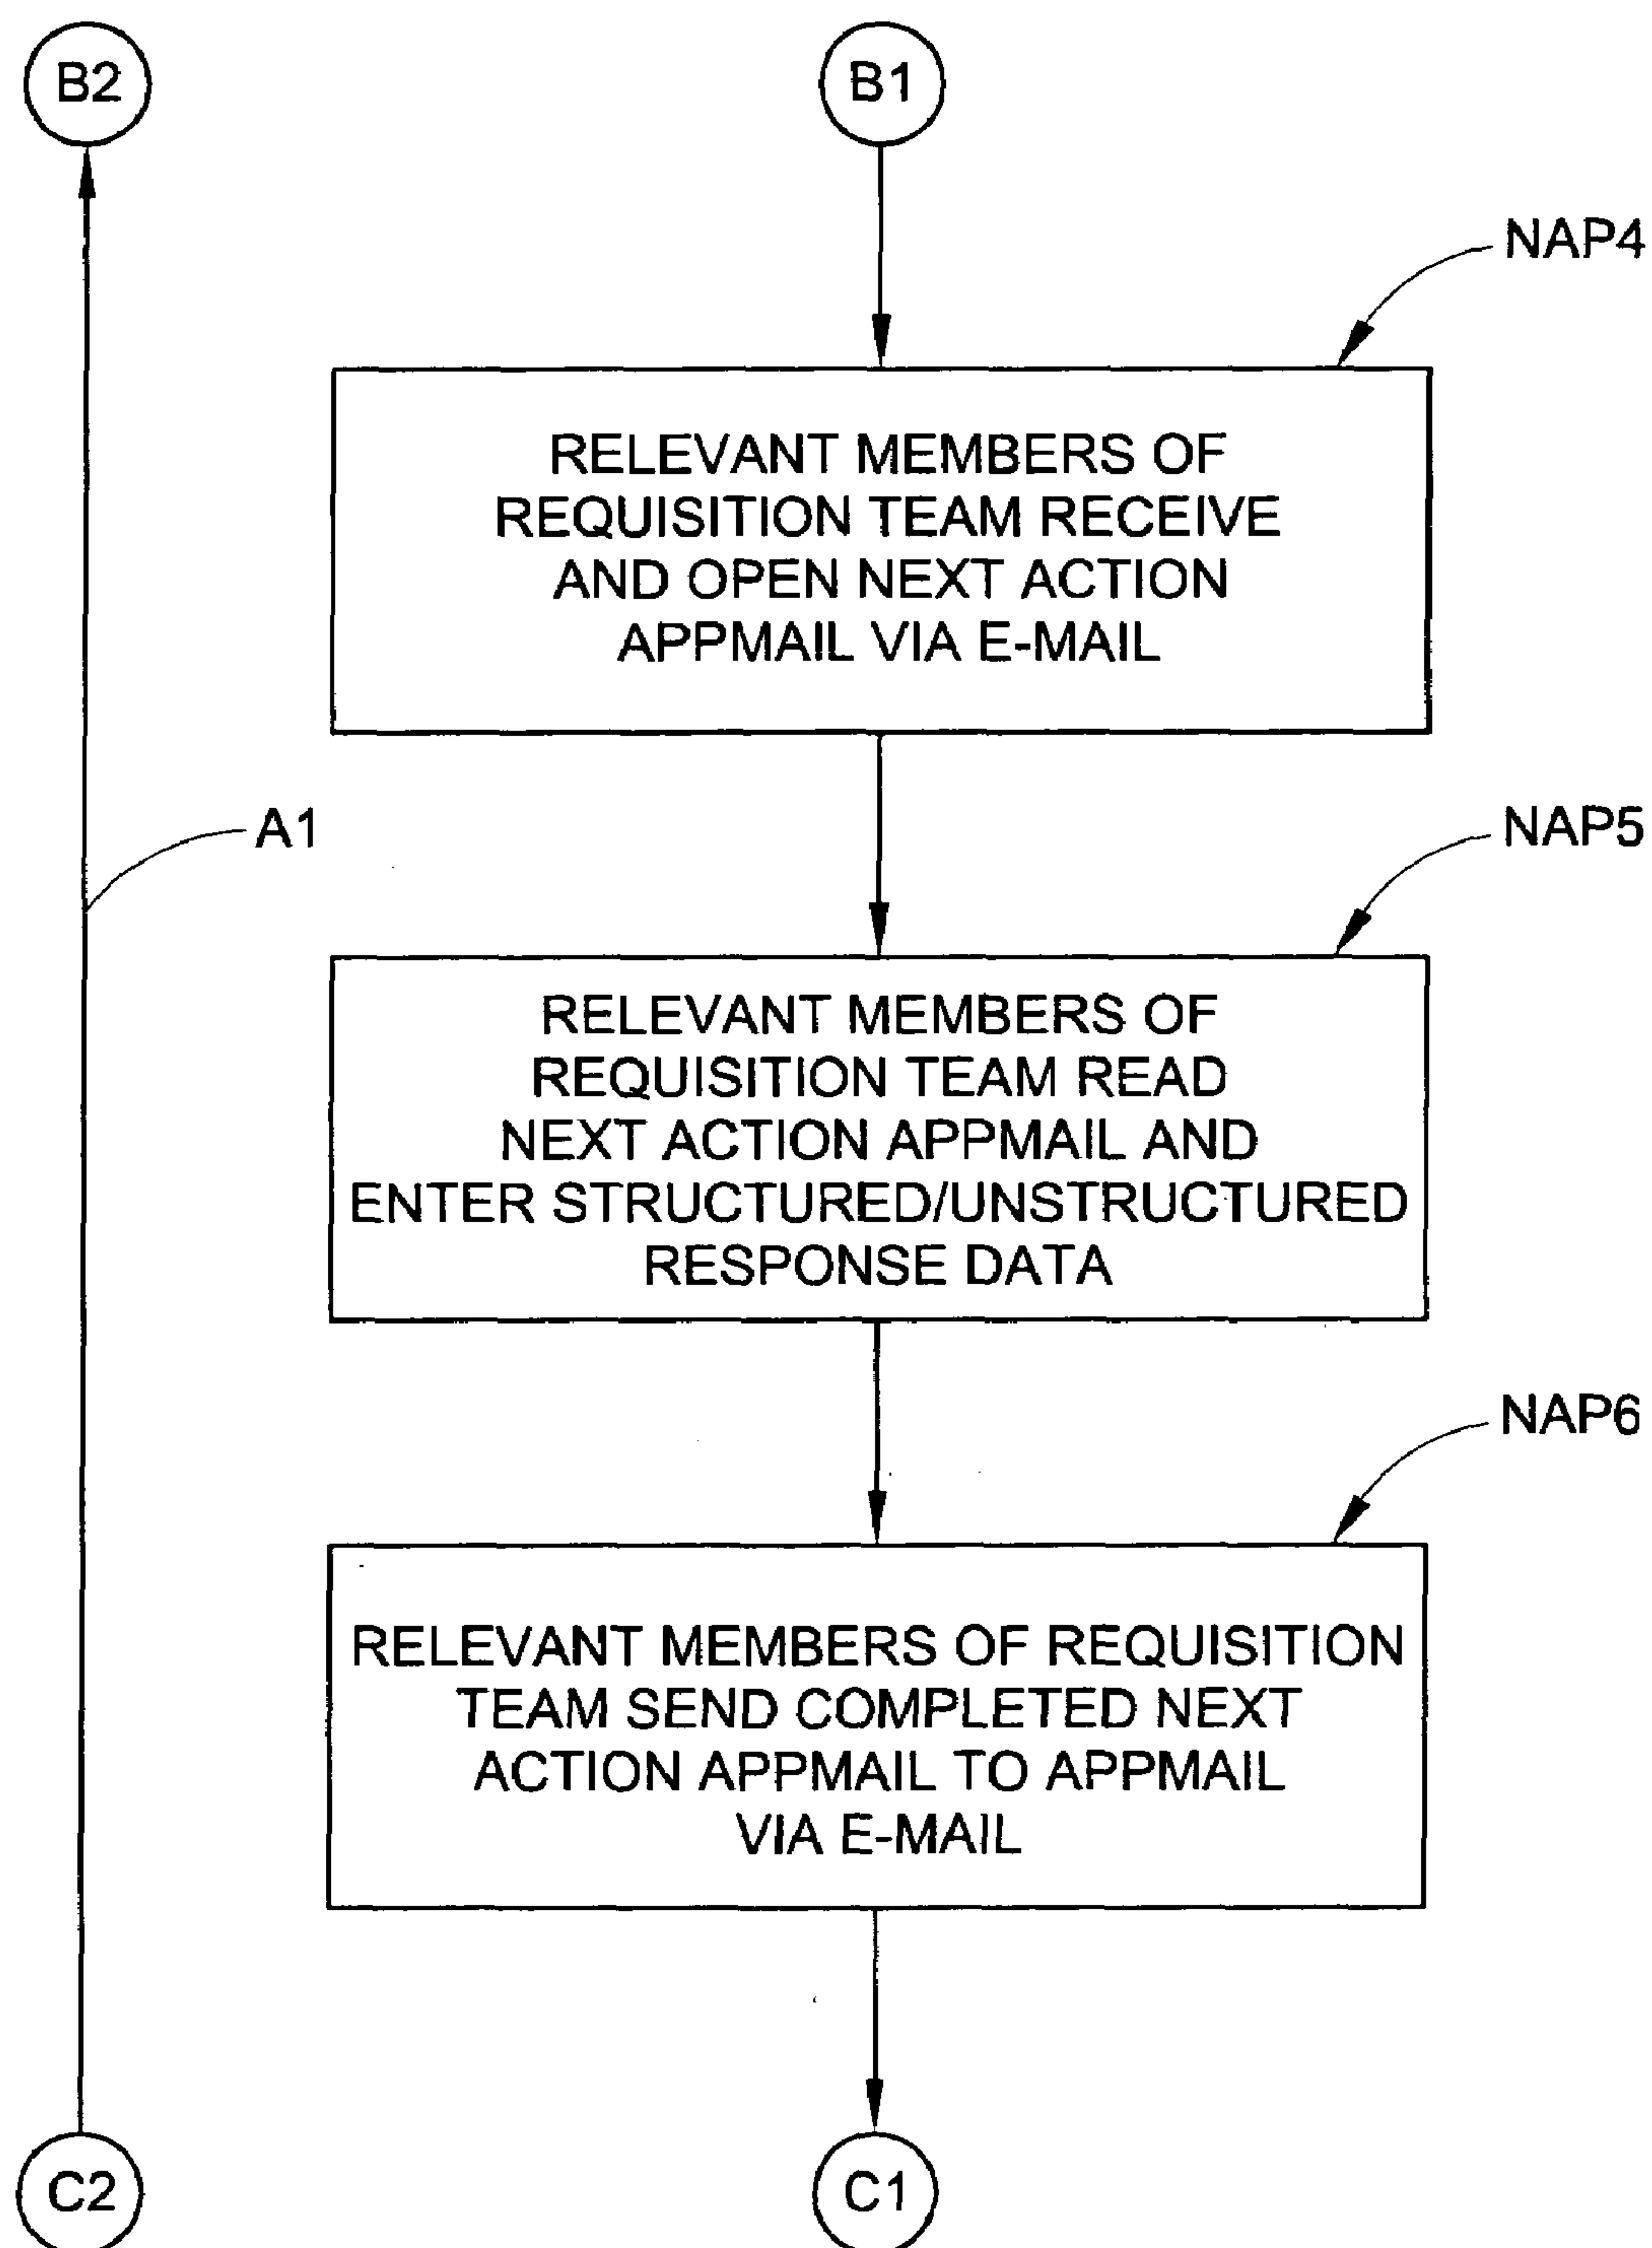 B2
B1
NAP4
RELEVANT MEMBERS OF
REQUISITION TEAM RECEIVE
AND OPEN NEXT ACTION
APPMAIL VIA E-MAIL
A1
NAP5
RELEVANT MEMBERS OF
REQUISITION TEAM READ
NEXT ACTION APPMAIL AND
ENTER STRUCTURED/UNSTRUCTURED
RESPONSE DATA
NAP6
RELEVANT MEMBERS OF REQUISITION
TEAM SEND COMPLETED NEXT
ACTION APPMAIL TO APPMAIL
VIA E-MAIL
C2
C1